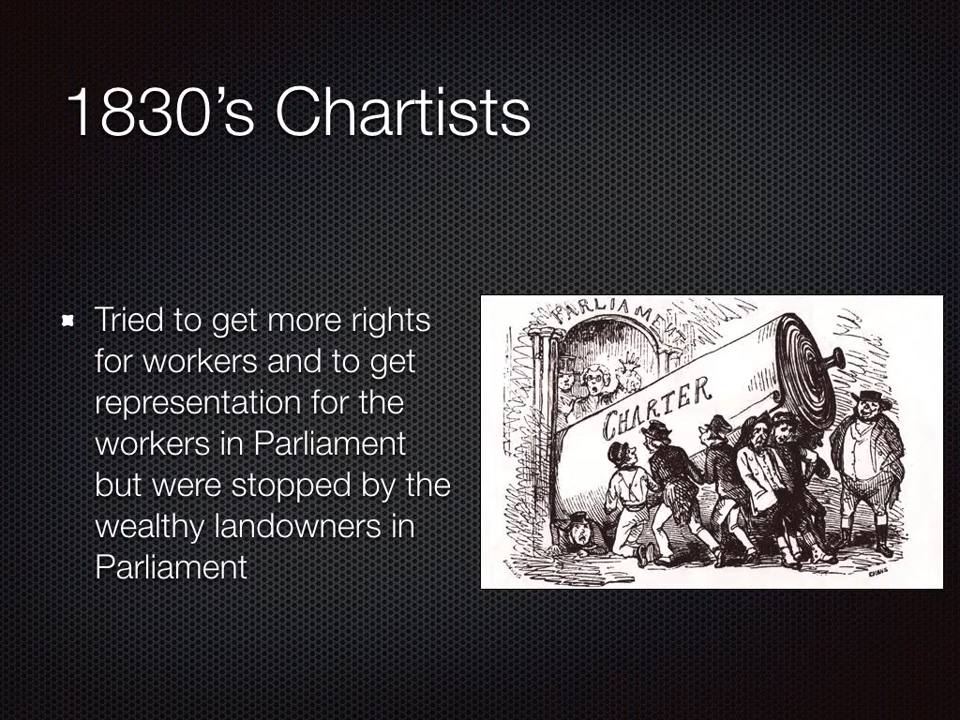 1830’s Chartists
Tried to get more rights
for workers and to get
representation for the
workers in Parliament
but were stopped by the
wealthy landowners in
Parliament
PARLIAMENT
CHARTER